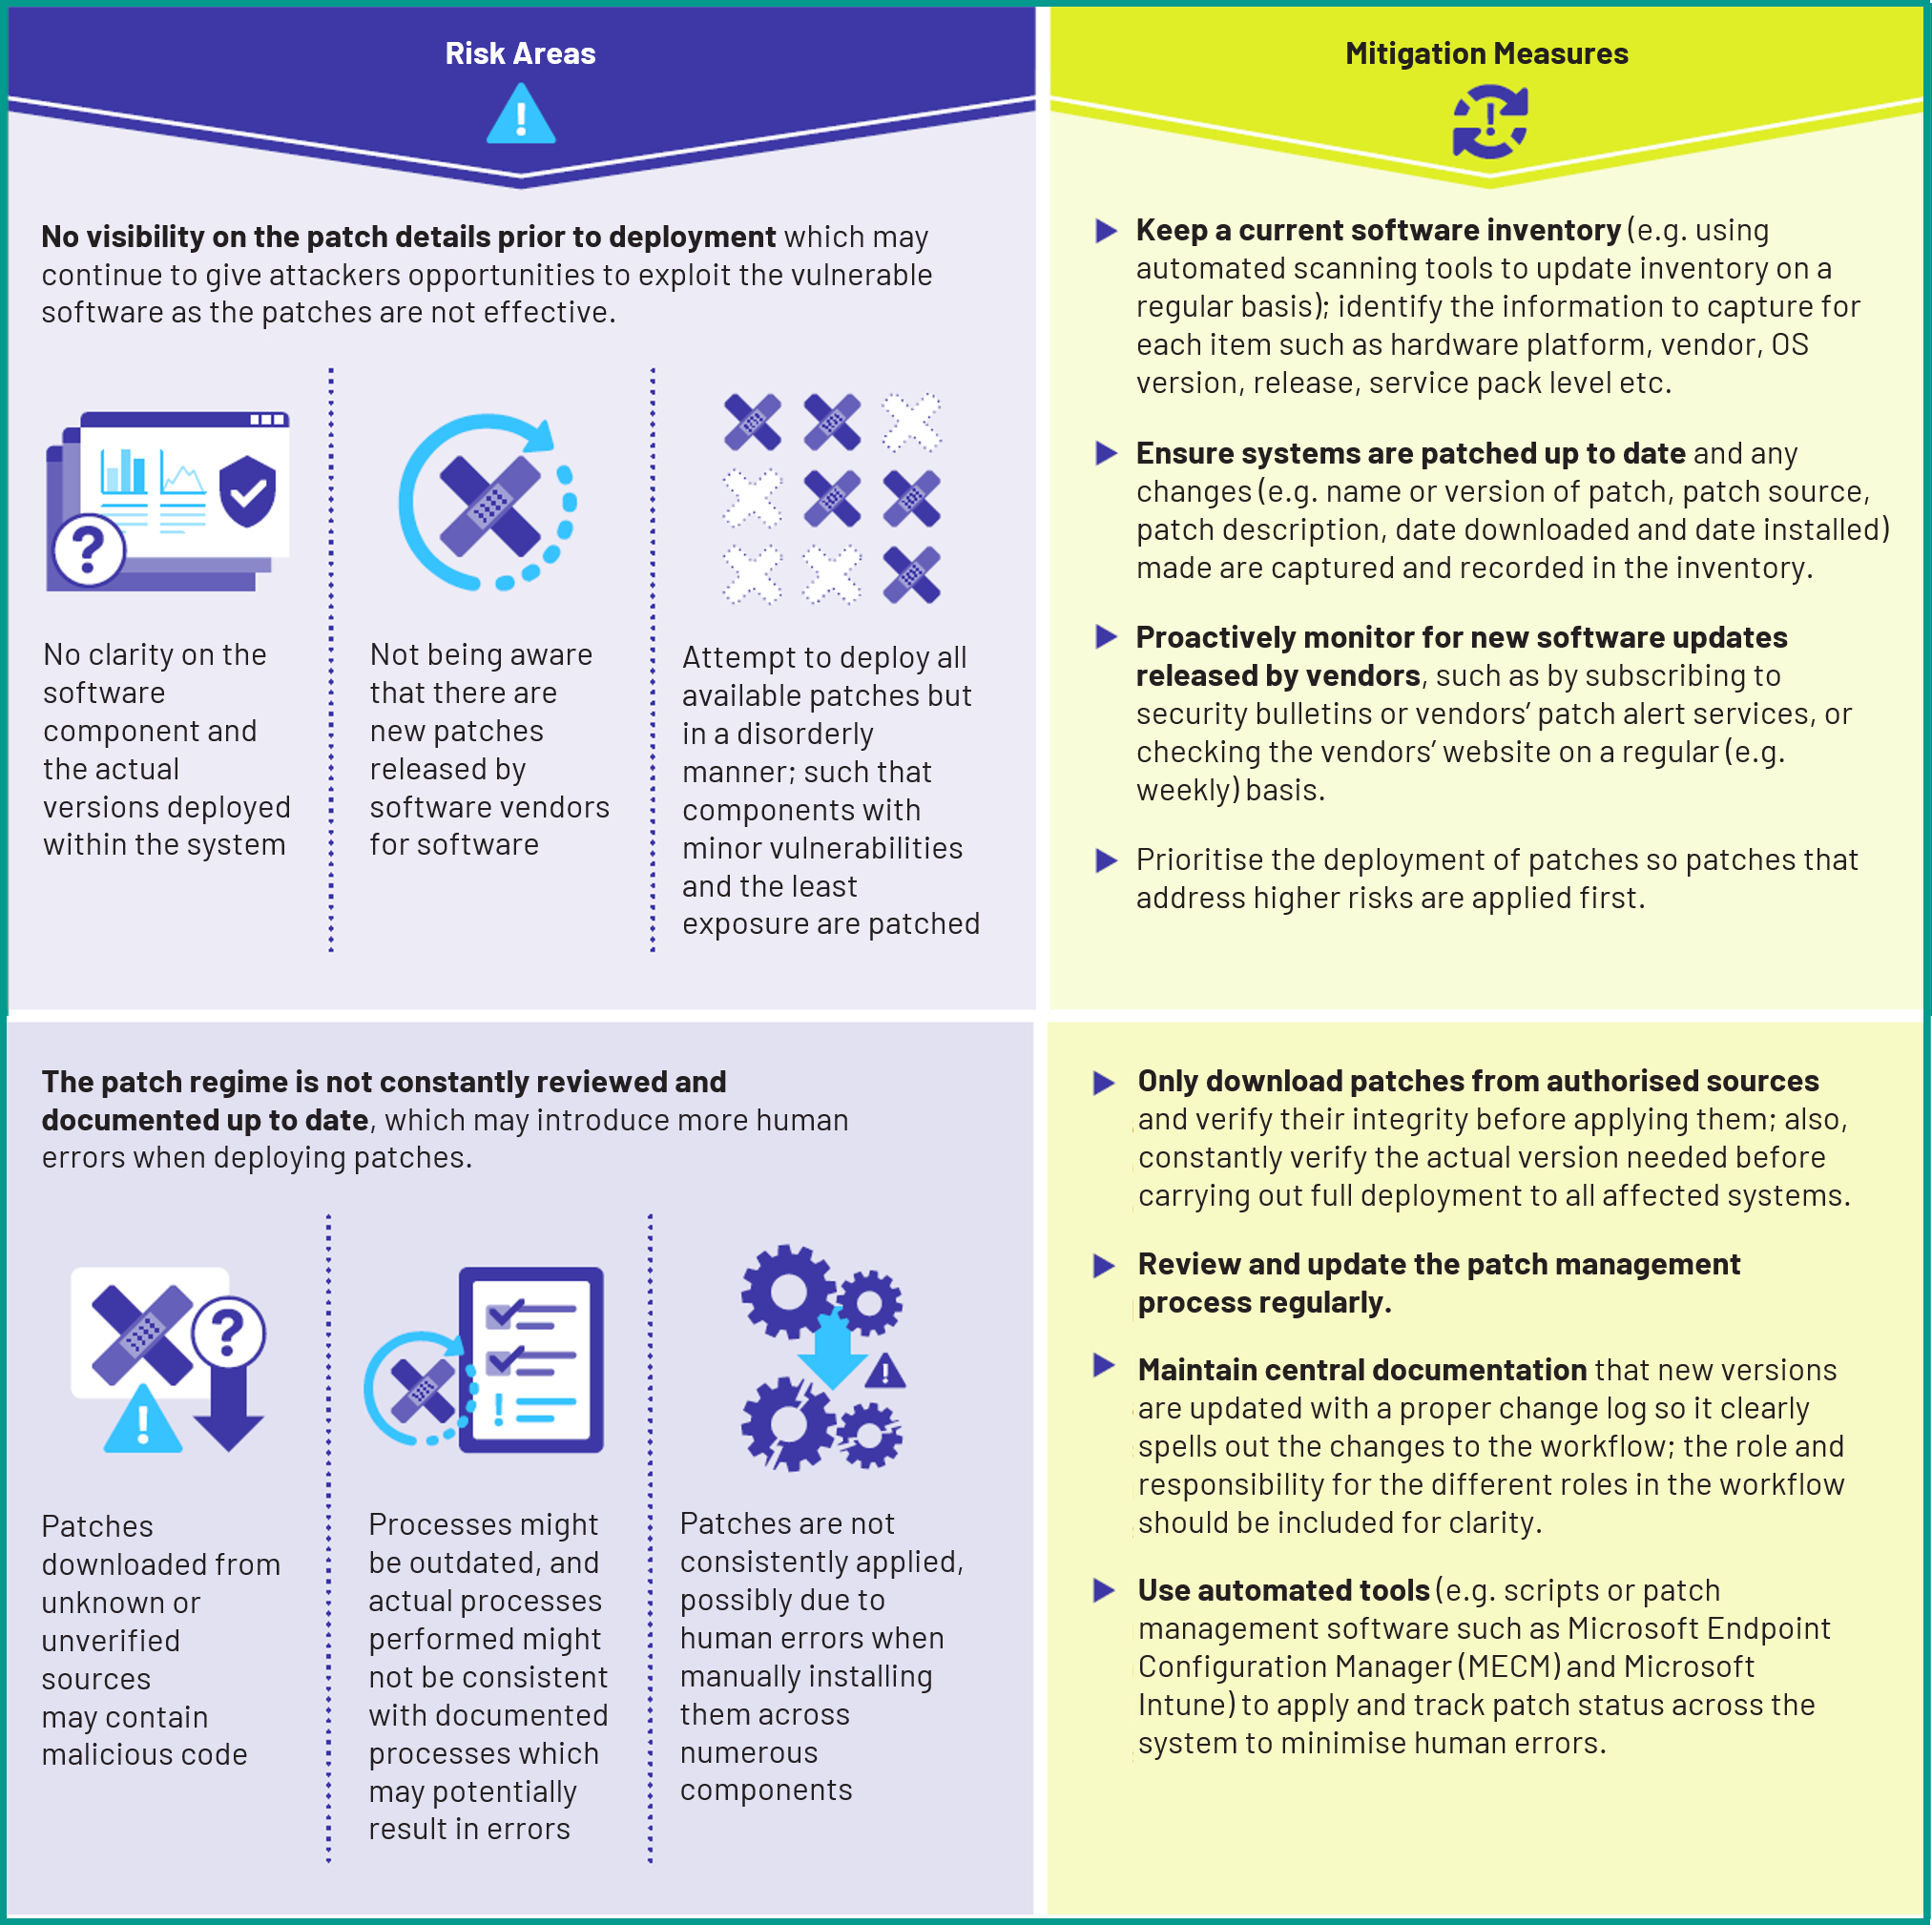 Risk Areas
Mitigation Measures
No visibility on the patch details prior to deployment which may
continue to give attackers opportunities to exploit the vulnerable
software as the patches are not effective.
No clarity on the
software
component and
the actual
versions deployed
within the system
Not being aware
that there are
new patches
released by
software vendors
for software
Attempt to deploy all
available patches but
in a disorderly
manner; such that
components with
minor vulnerabilities
and the least
exposure are patched
Keep a current software inventory (e.g. using
automated scanning tools to update inventory on a
regular basis); identify the information to capture for
each item such as hardware platform, vendor, OS
version, release, service pack level etc.
Ensure systems are patched up to date and any
changes (e.g. name or version of patch, patch source,
patch description, date downloaded and date installed)
made are captured and recorded in the inventory.
Proactively monitor for new software updates
released by vendors, such as by subscribing to
security bulletins or vendors’ patch alert services, or
checking the vendors’ website on a regular (e.g.
weekly) basis.
Prioritise the deployment of patches so patches that
address higher risks are applied first.
The patch regime is not constantly reviewed and
documented up to date, which may introduce more human
errors when deploying patches.
Patches
downloaded from
unknown or
unverified
sources
may contain
malicious code
Processes might
be outdated, and
actual processes
performed might
not be consistent
with documented
processes which
may potentially
result in errors
Patches are not
consistently applied,
possibly due to
human errors when
manually installing
them across
numerous
components
Only download patches from authorised sources
and verify their integrity before applying them; also,
constantly verify the actual version needed before
carrying out full deployment to all affected systems.
Review and update the patch management
process regularly.
Maintain central documentation that new versions
are updated with a proper change log so it clearly
spells out the changes to the workflow; the role and
responsibility for the different roles in the workflow
should be included for clarity.
Use automated tools (e.g. scripts or patch
management software such as Microsoft Endpoint
Configuration Manager (MECM) and Microsoft
Intune) to apply and track patch status across the
system to minimise human errors.